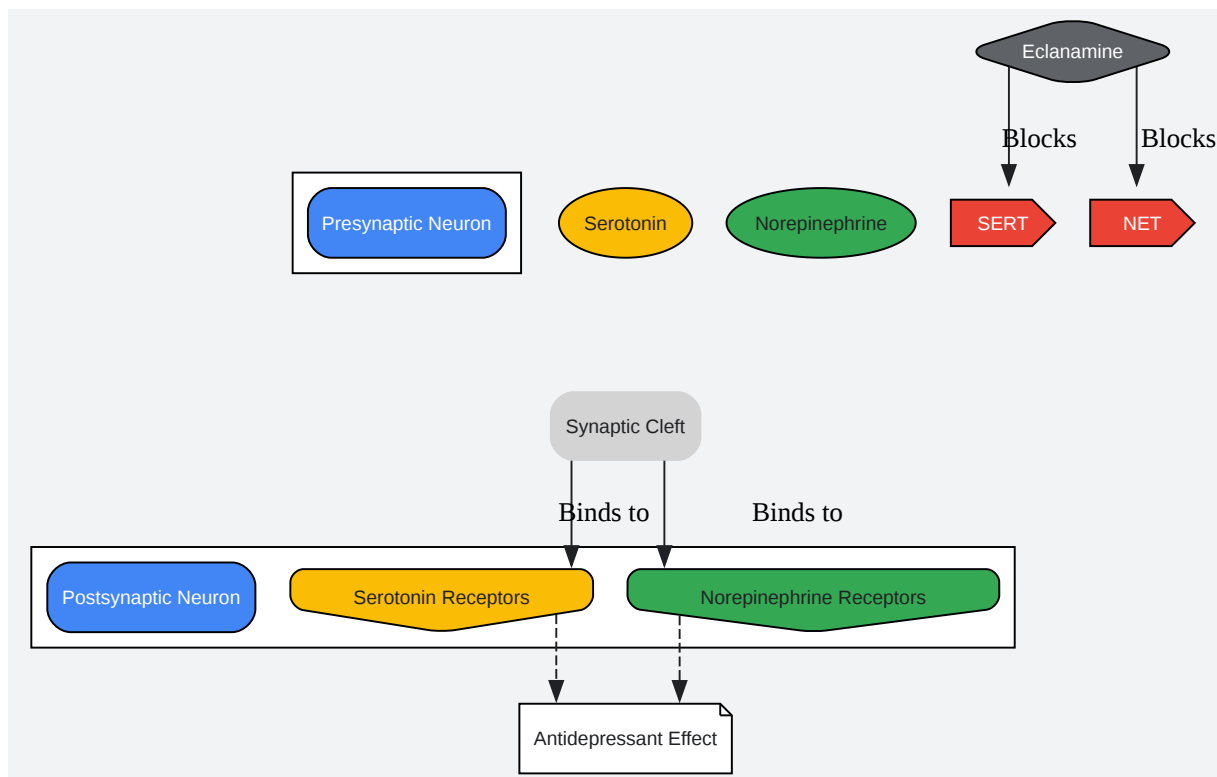 Eclanamine
Blocks
Blocks
Presynaptic Neuron
Serotonin
Norepinephrine
SERT
NET
Synaptic Cleft
Binds to
Binds to
Postsynaptic Neuron
Serotonin Receptors
Norepinephrine Receptors
Antidepressant Effect